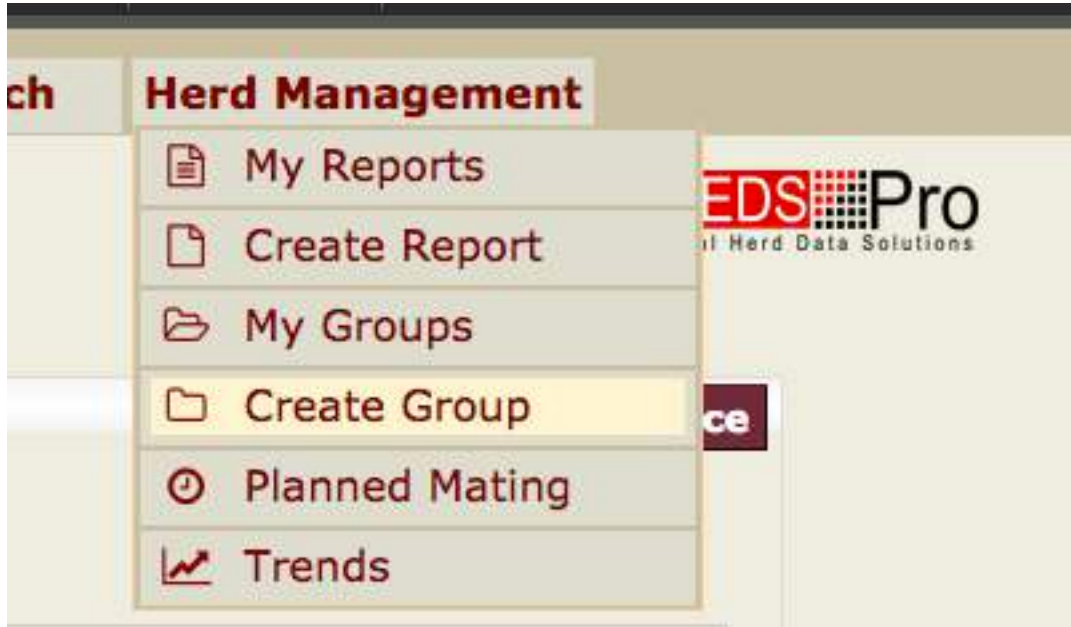 ch
Herd Management
My Reports
EDS Pro
Create Report
al Herd Data Solutions
My Groups
Create Group
ce
Planned Mating
Trends